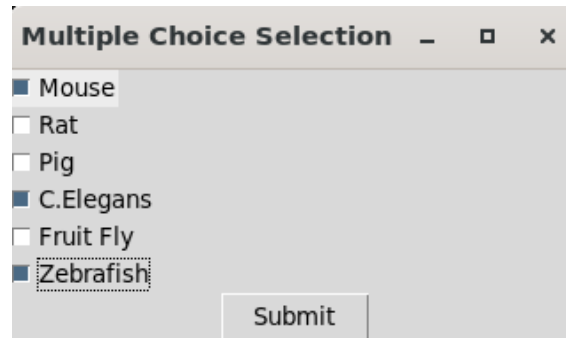 Multiple Choice Selection
Mouse
Rat
Pig
C.Elegans
Fruit Fly
Zebrafish
Submit